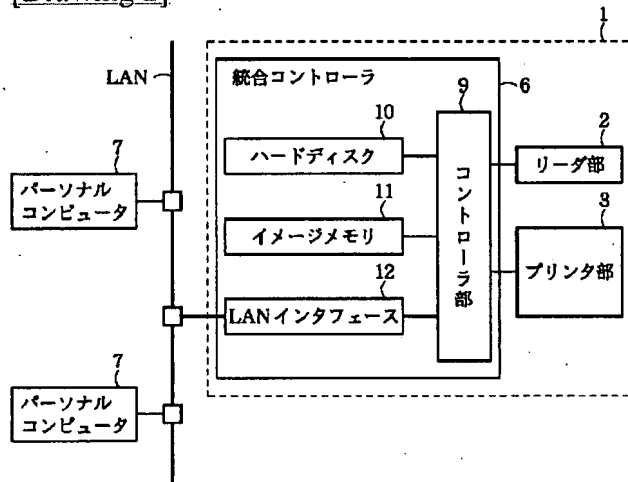 1
LAN
統合コントローラ
6
9
10
ハードディスク
2
リーダ部
7
パーソナル
コンピュータ
11
イメージメモリ
コントローラ部
3
プリンタ部
12
LANインタフェース
7
パーソナル
コンピュータ